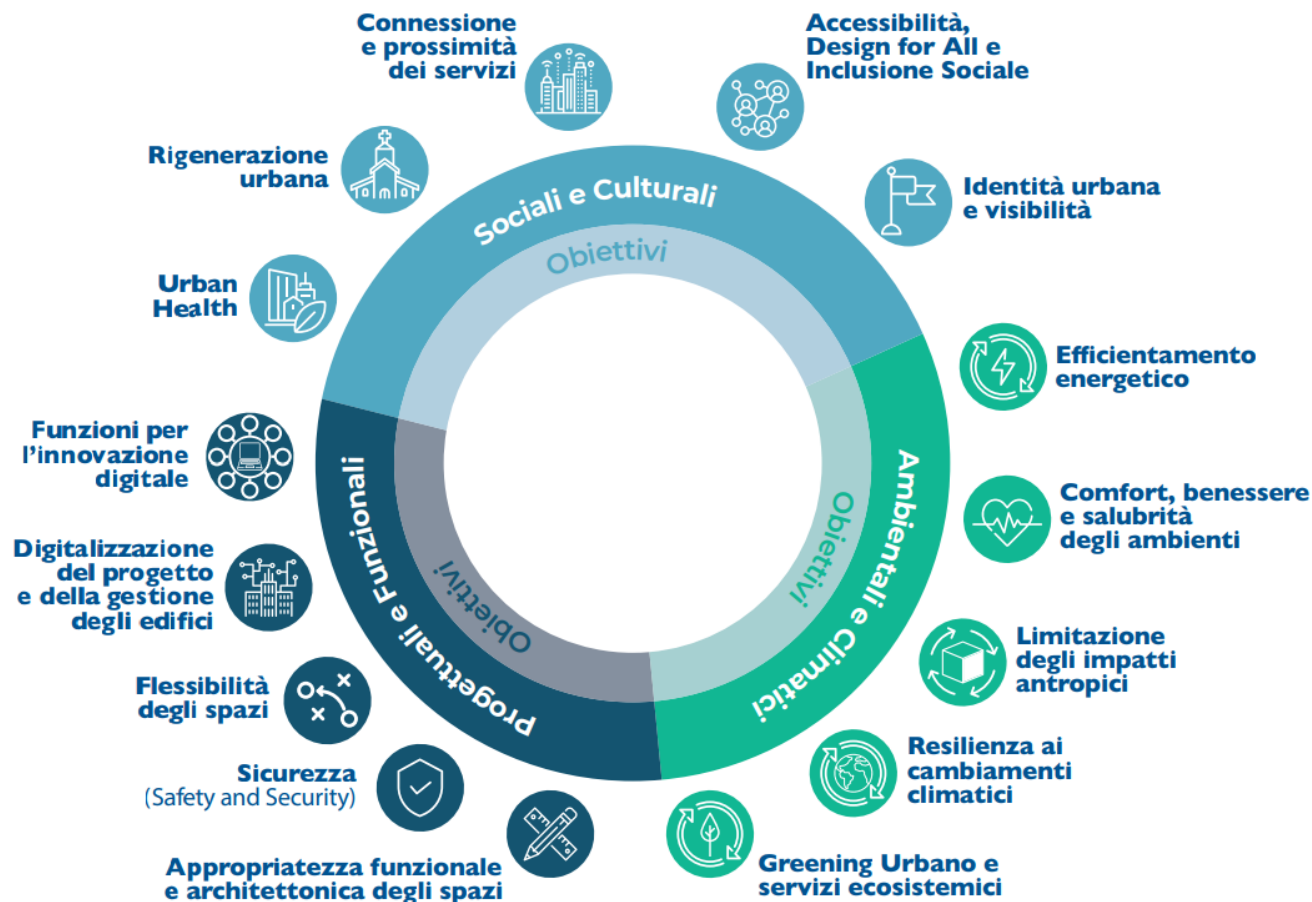 Connessione
e prossimità
dei servizi
Accessibilità,
Design for All e
Inclusione Sociale
Rigenerazione
urbana
Identità urbana
e visibilità
Urban
Health
Sociali e Culturali
Obiettivi
Efficientamento
energetico
Comfort, benessere
e salubrità
degli ambienti
Limitazione
degli impatti
antropici
Resilienza ai
cambiamenti
climatici
Greening Urbano e
servizi ecosistemici
Ambientali e Climatici
Obiettivi
Funzioni per
l'innovazione
digitale
Digitalizzazione
del progetto
e della gestione
degli edifici
Flessibilità
degli spazi
Sicurezza
(Safety and Security)
Appropriatezza funzionale
e architettonica degli spazi
Progettuali e Funzionali
Obiettivi